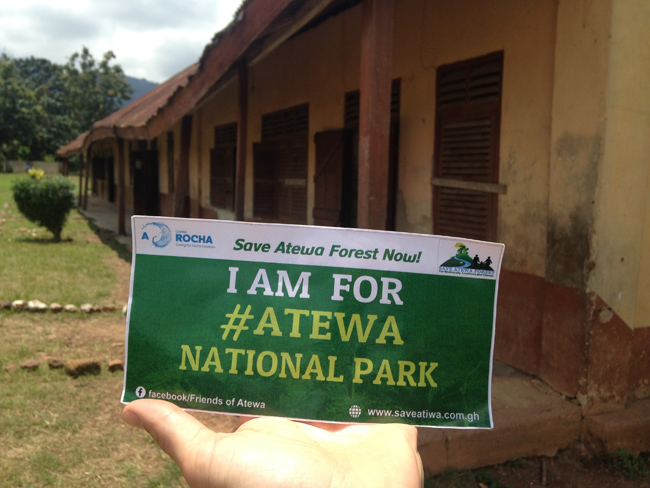 A ROCHA
Save Atewa Forest Now!
I AM FOR
#ATEWA
NATIONAL PARK
facebook/Friends of Atewa
www.saveatiwa.com.gh